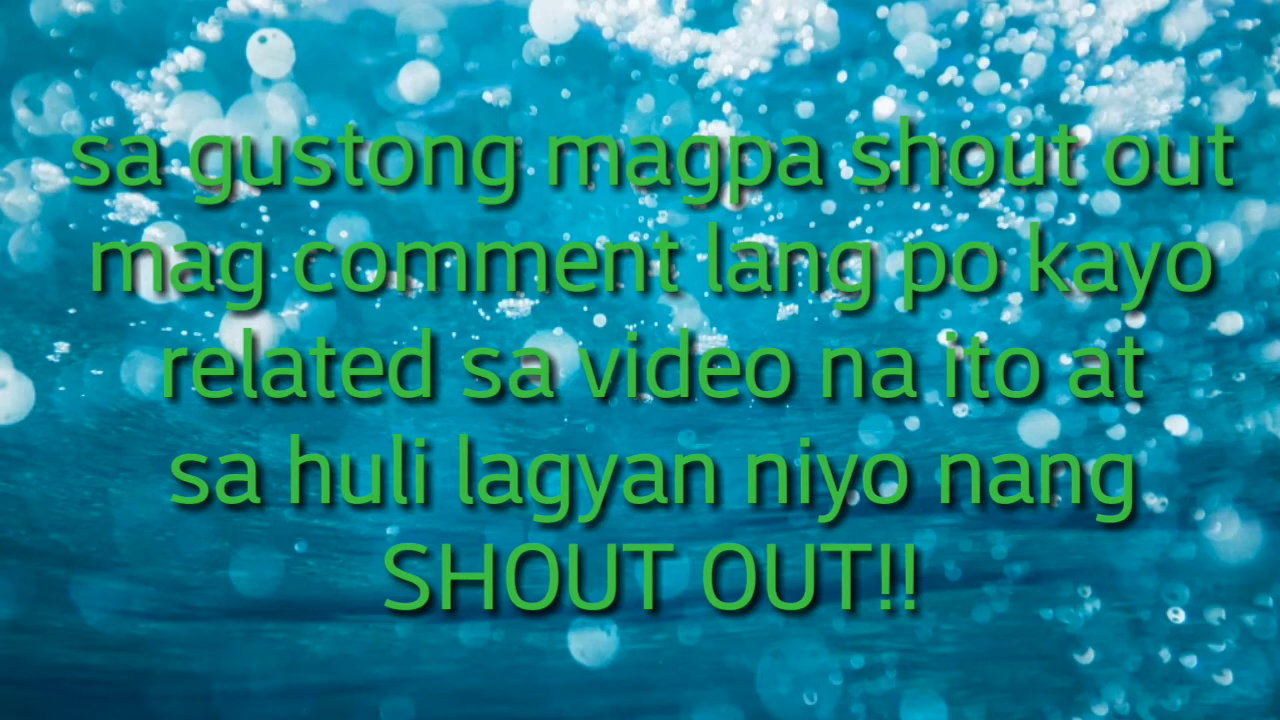 sa gustong magpa shout out
mag comment lang po kayo
related sa video na ito at
sa huli lagyan niyo nang
SHOUT OUT!!